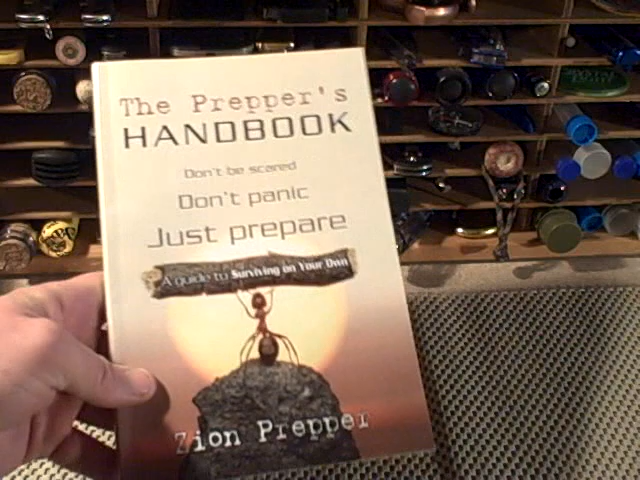 The Prepper's
HANDBOOK
Don't be scared
Don't panic
Just prepare
A guide to Surviving on Your Own
Zion Prepper